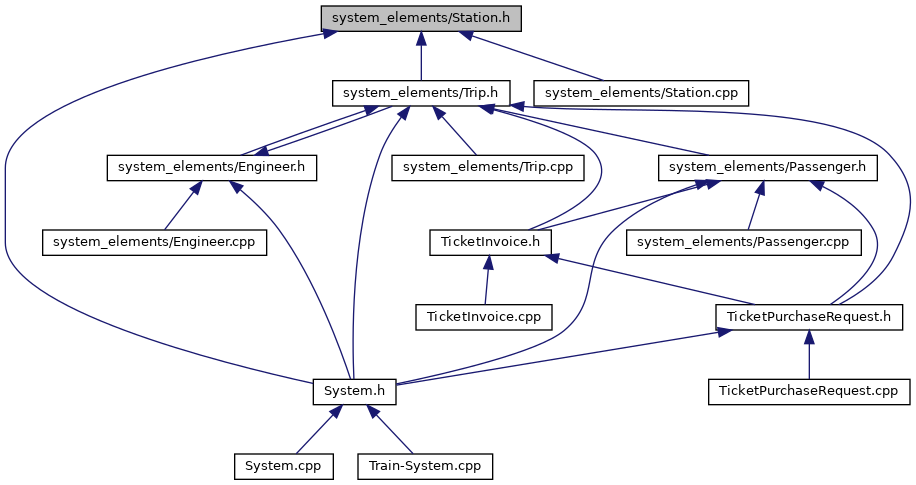 system_elements/Station.h
system_elements/Trip.h
system_elements/Station.cpp
system_elements/Engineer.h
system_elements/Trip.cpp
system_elements/Passenger.h
system_elements/Engineer.cpp
TicketInvoice.h
system_elements/Passenger.cpp
TicketInvoice.cpp
TicketPurchaseRequest.h
System.h
TicketPurchaseRequest.cpp
System.cpp
Train-System.cpp